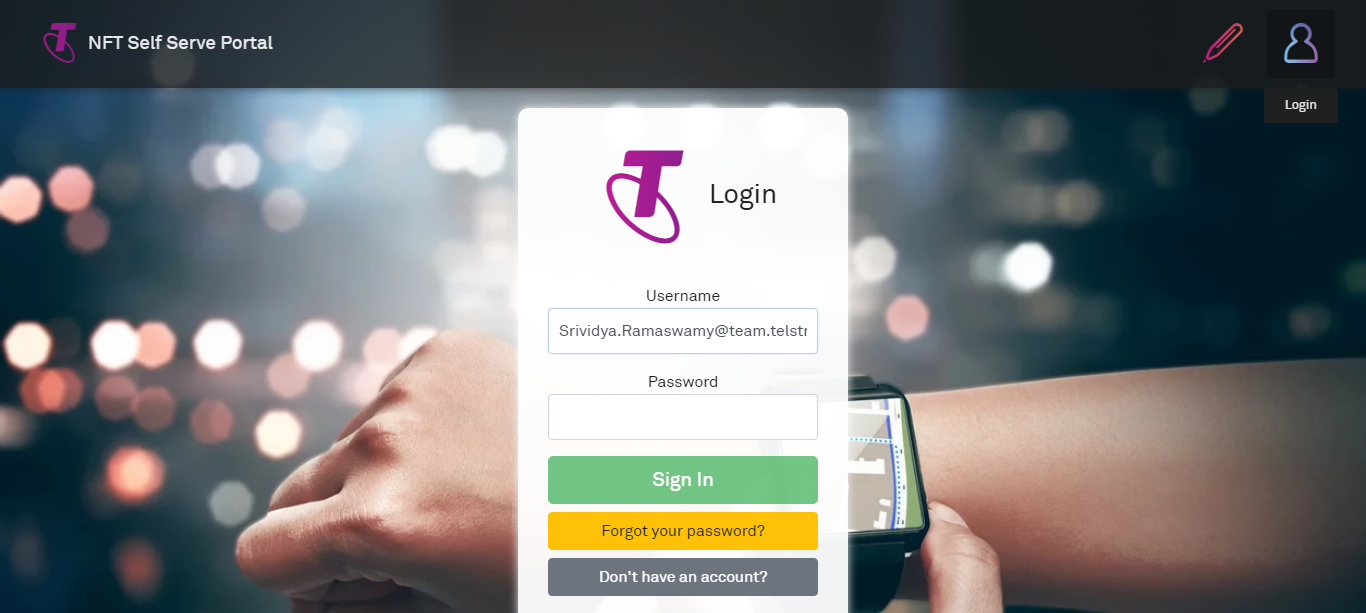 NFT Self Serve Portal
Login
Login
Username
Srividya.Ramaswamy@team.telstr
Password
Sign In
Forgot your password?
Don't have an account?